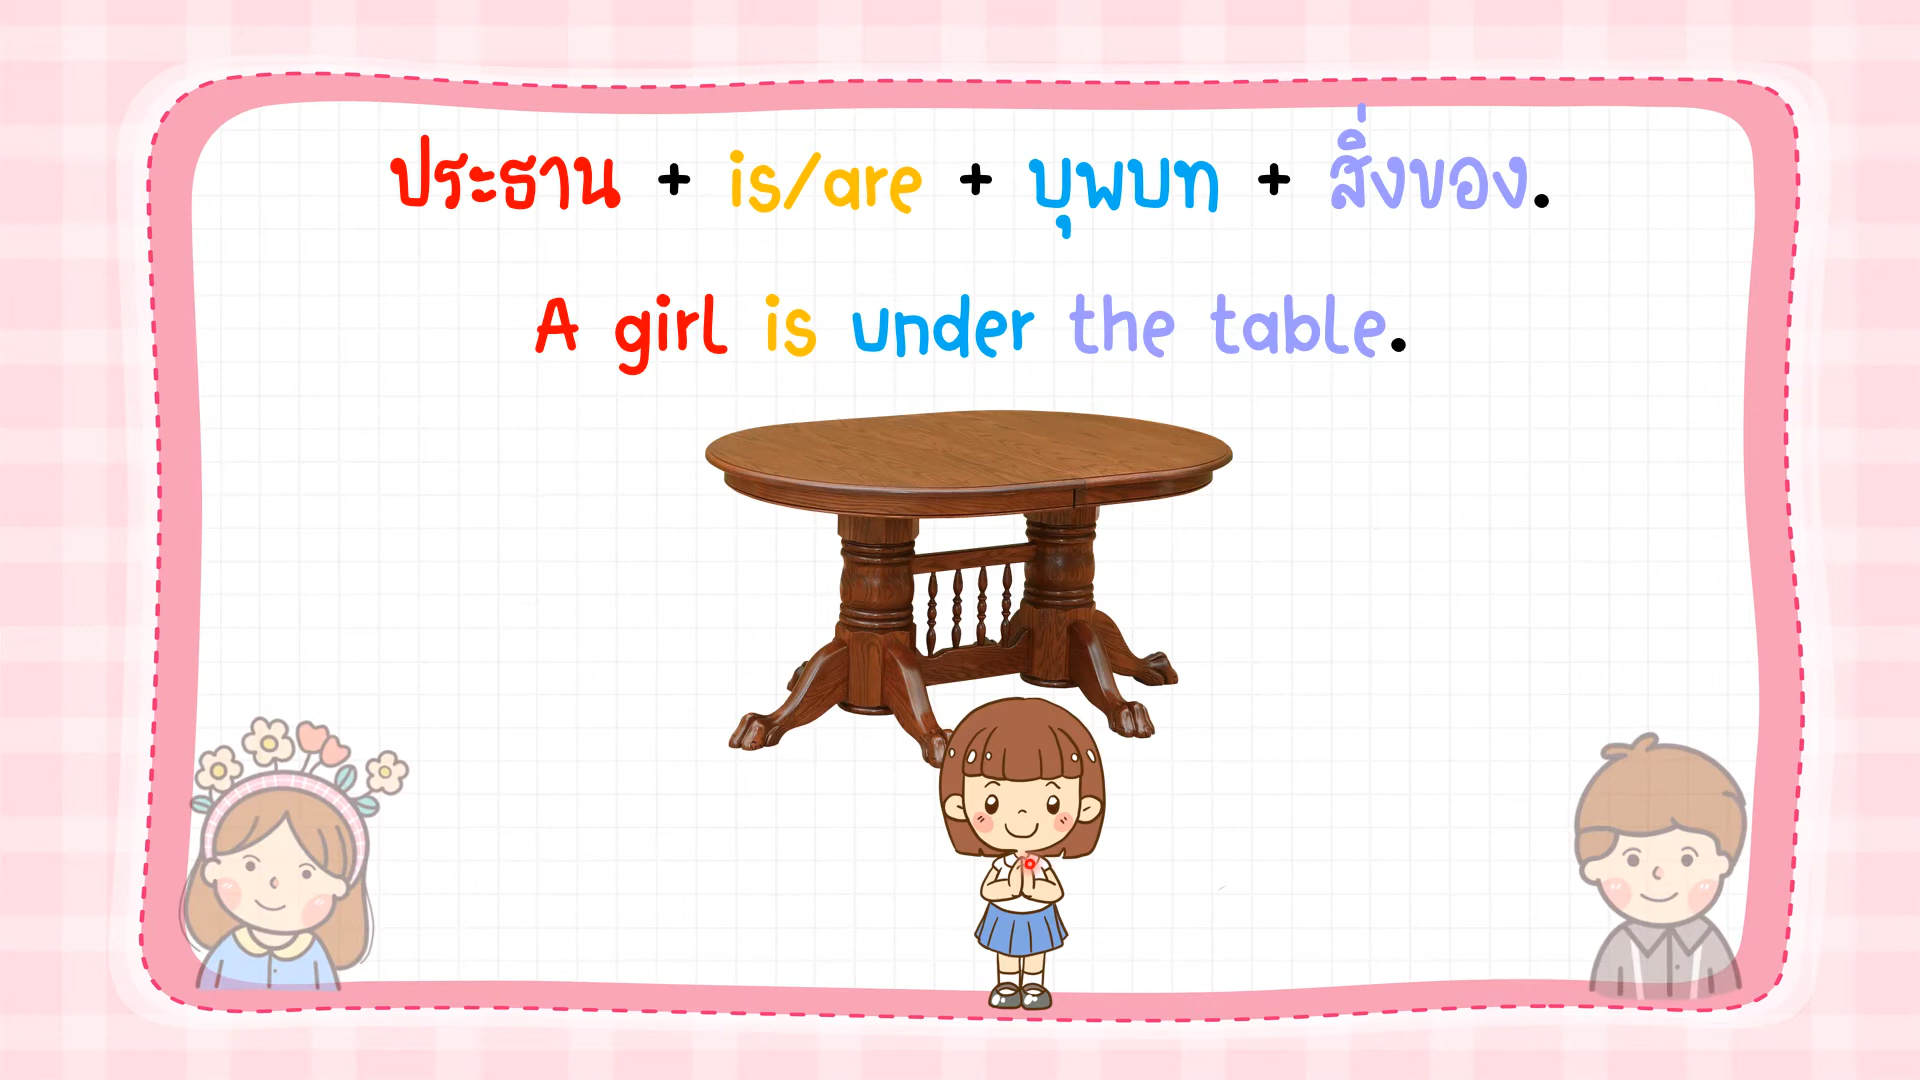 ประธาน + is/are + บุพบท + สิ่งของ.
A girl is under the table.